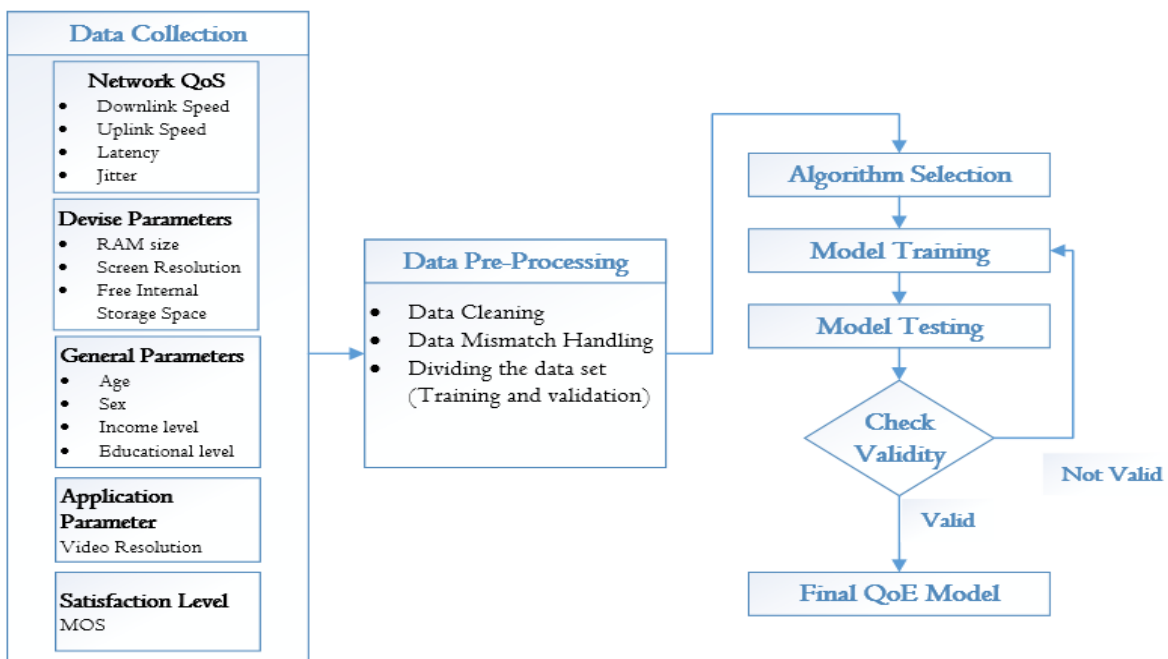 Data Collection
Network QoS
• Downlink Speed
• Uplink Speed
• Latency
• Jitter
Devise Parameters
• RAM size
• Screen Resolution
• Free Internal
Storage Space
General Parameters
• Age
• Sex
• Income level
• Educational level
Application
Parameter
Video Resolution
Satisfaction Level
MOS
Data Pre-Processing
• Data Cleaning
• Data Mismatch Handling
• Dividing the data set
(Training and validation)
Algorithm Selection
Model Training
Model Testing
Check
Validity
Not Valid
Valid
Final QoE Model